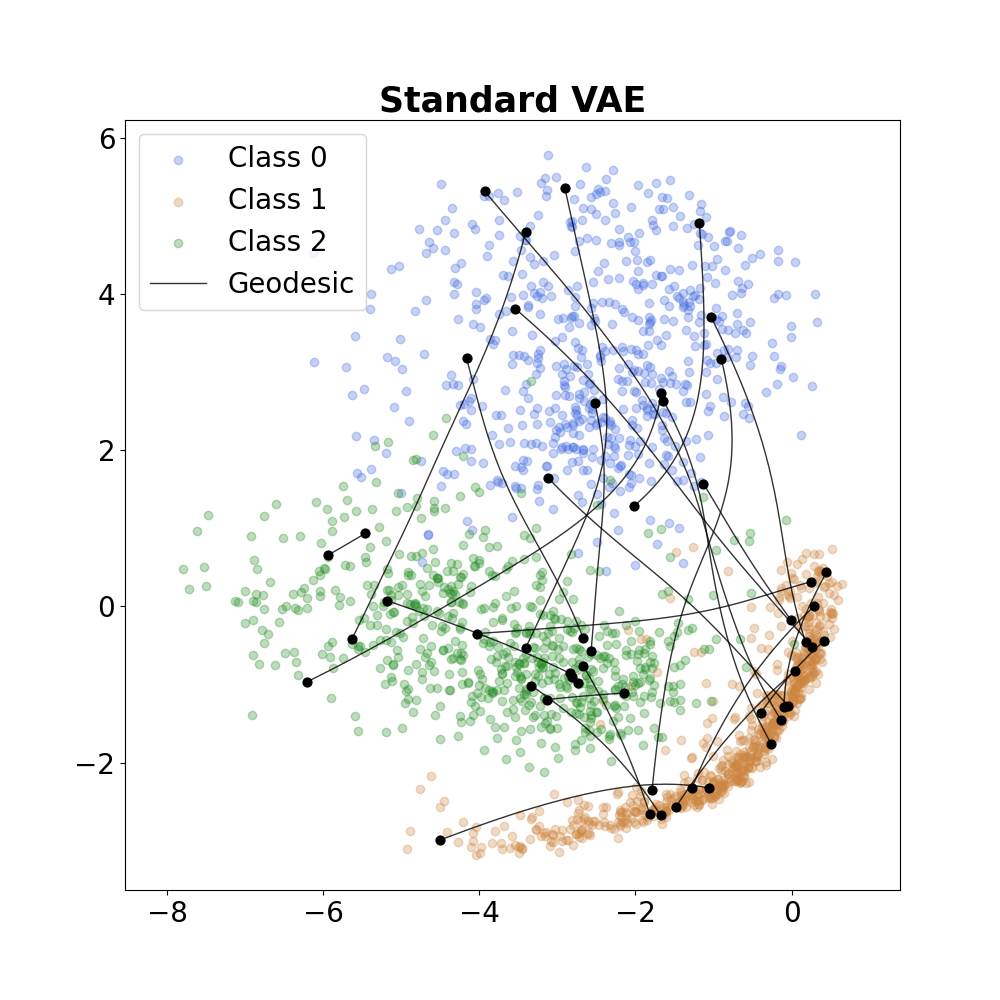 Standard VAE
Class 0
Class 1
Class 2
Geodesic
6
4
2
0
−2
−8 −6 −4 −2 0